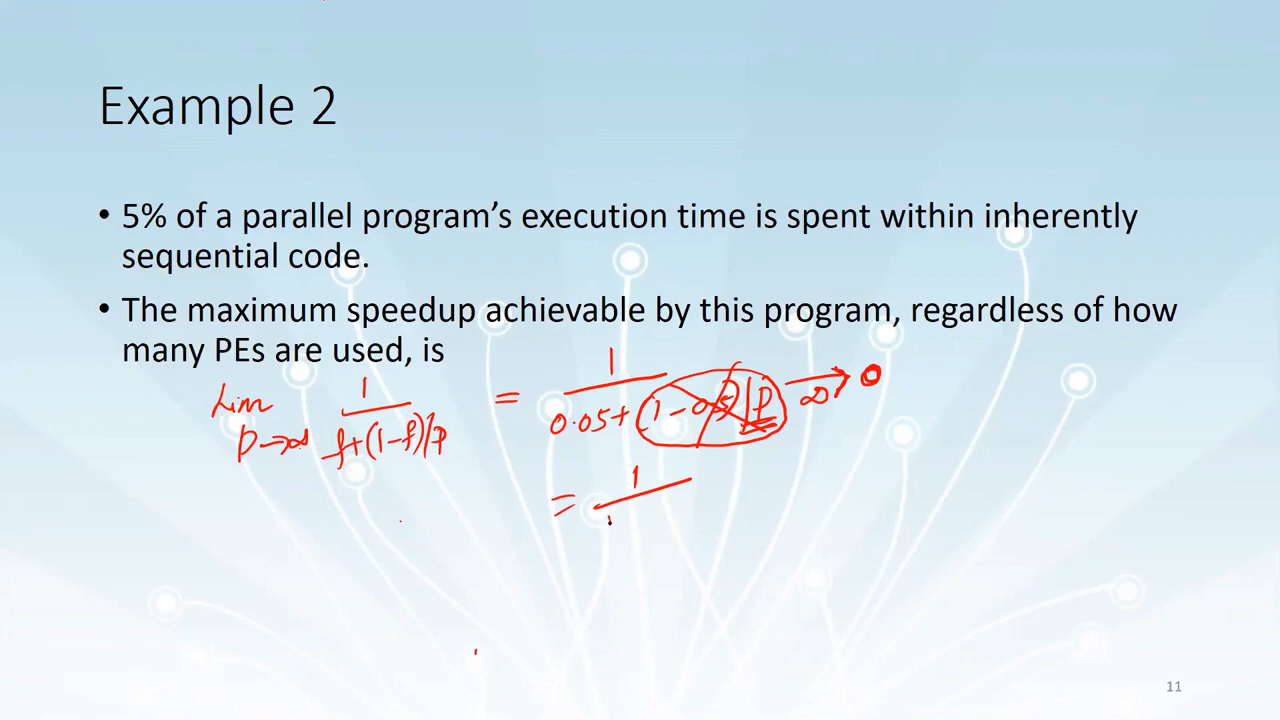 Example 2
• 5% of a parallel program’s execution time is spent within inherently
sequential code.
• The maximum speedup achievable by this program, regardless of how
many PEs are used, is
Lim p→∞ 1 / f+(1-f)/p = 1 / 0.05+(1-0.5)/p → ∞ 0
= 1
11